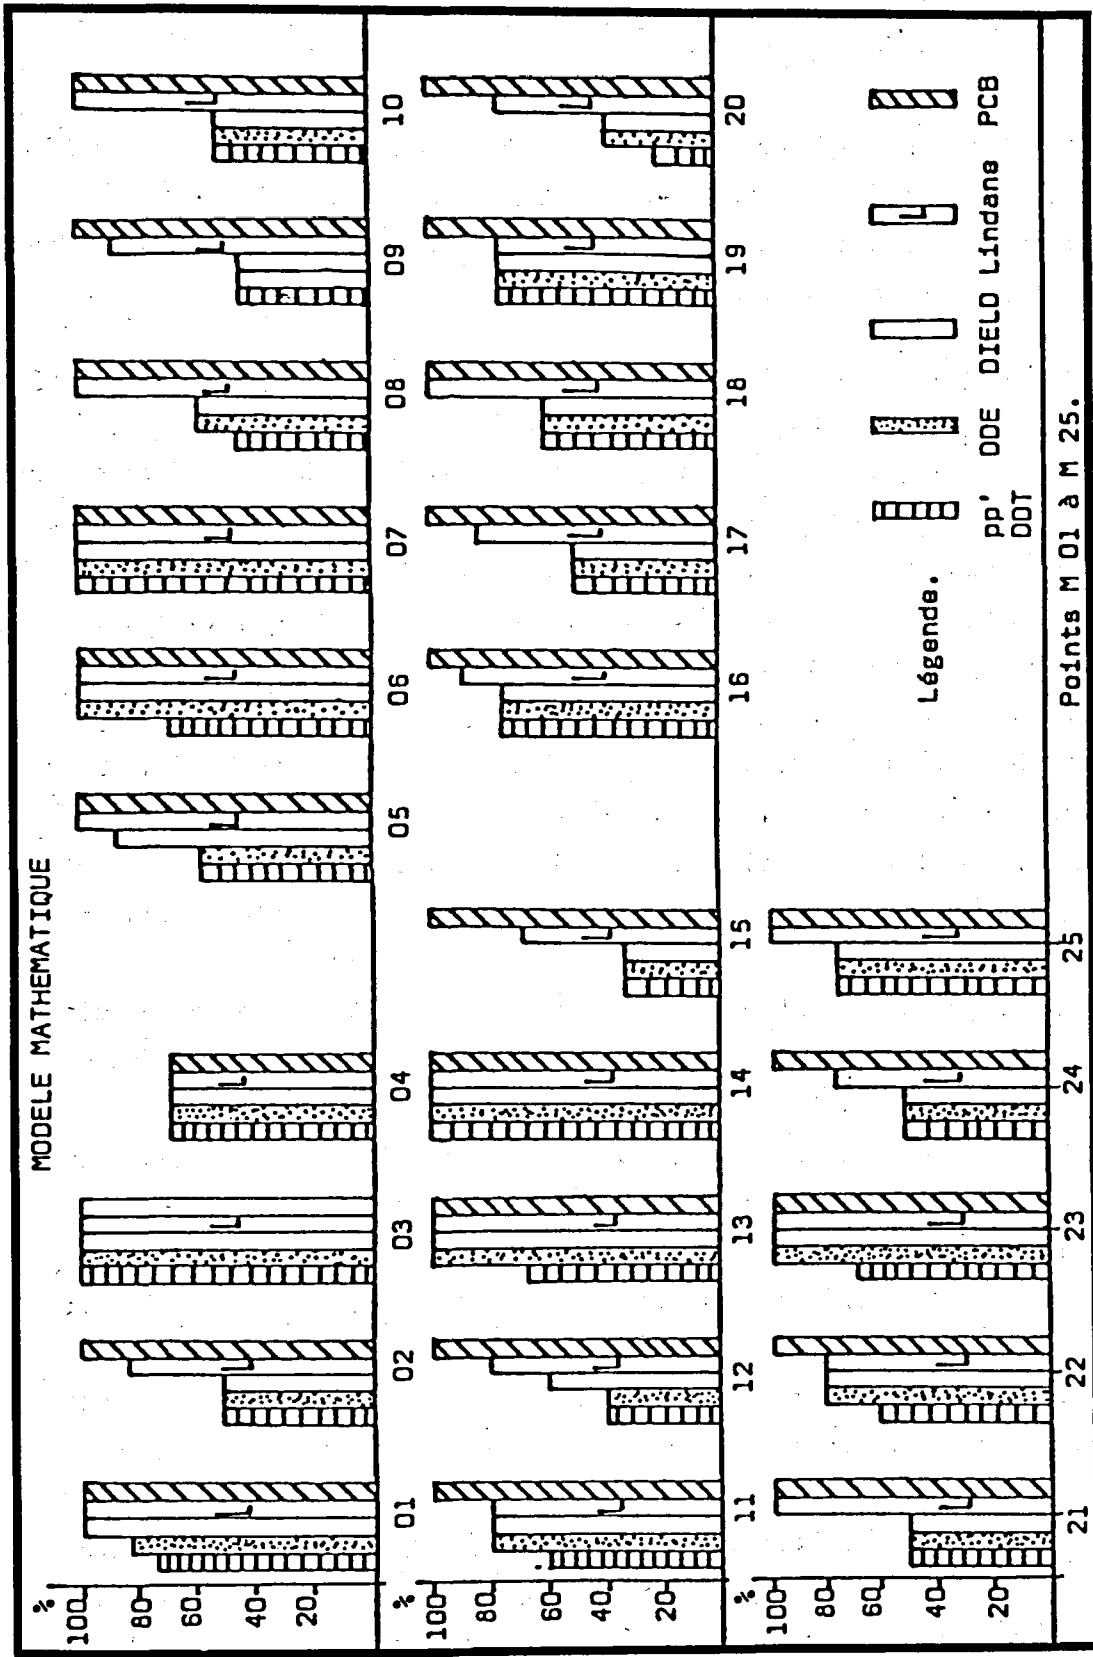 MODELE MATHEMATIQUE
%
100
80
60
40
20
01 02 03 04 05 06 07 08 09 10
%
100
80
60
40
20
11 12 13 14 15 16 17 18 19 20
%
100
80
60
40
20
21 22 23 24 25
Légende.
pp' DDE DIELD Lindane PCB
DDT
L
Points M 01 à M 25.